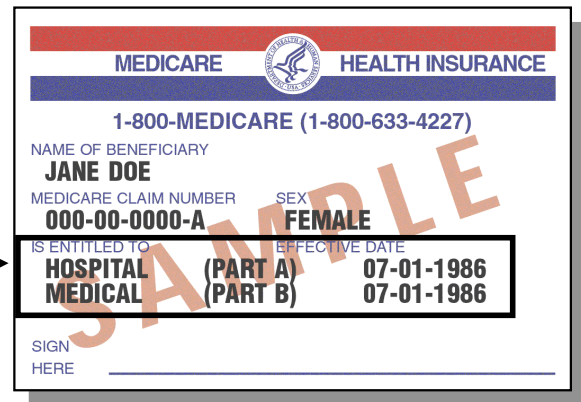 MEDICARE HEALTH INSURANCE
1-800-MEDICARE (1-800-633-4227)
NAME OF BENEFICIARY
JANE DOE
MEDICARE CLAIM NUMBER SEX
000-00-0000-A FEMALE
IS ENTITLED TO EFFECTIVE DATE
HOSPITAL (PART A) 07-01-1986
MEDICAL (PART B) 07-01-1986
SIGN
HERE
SAMPLE